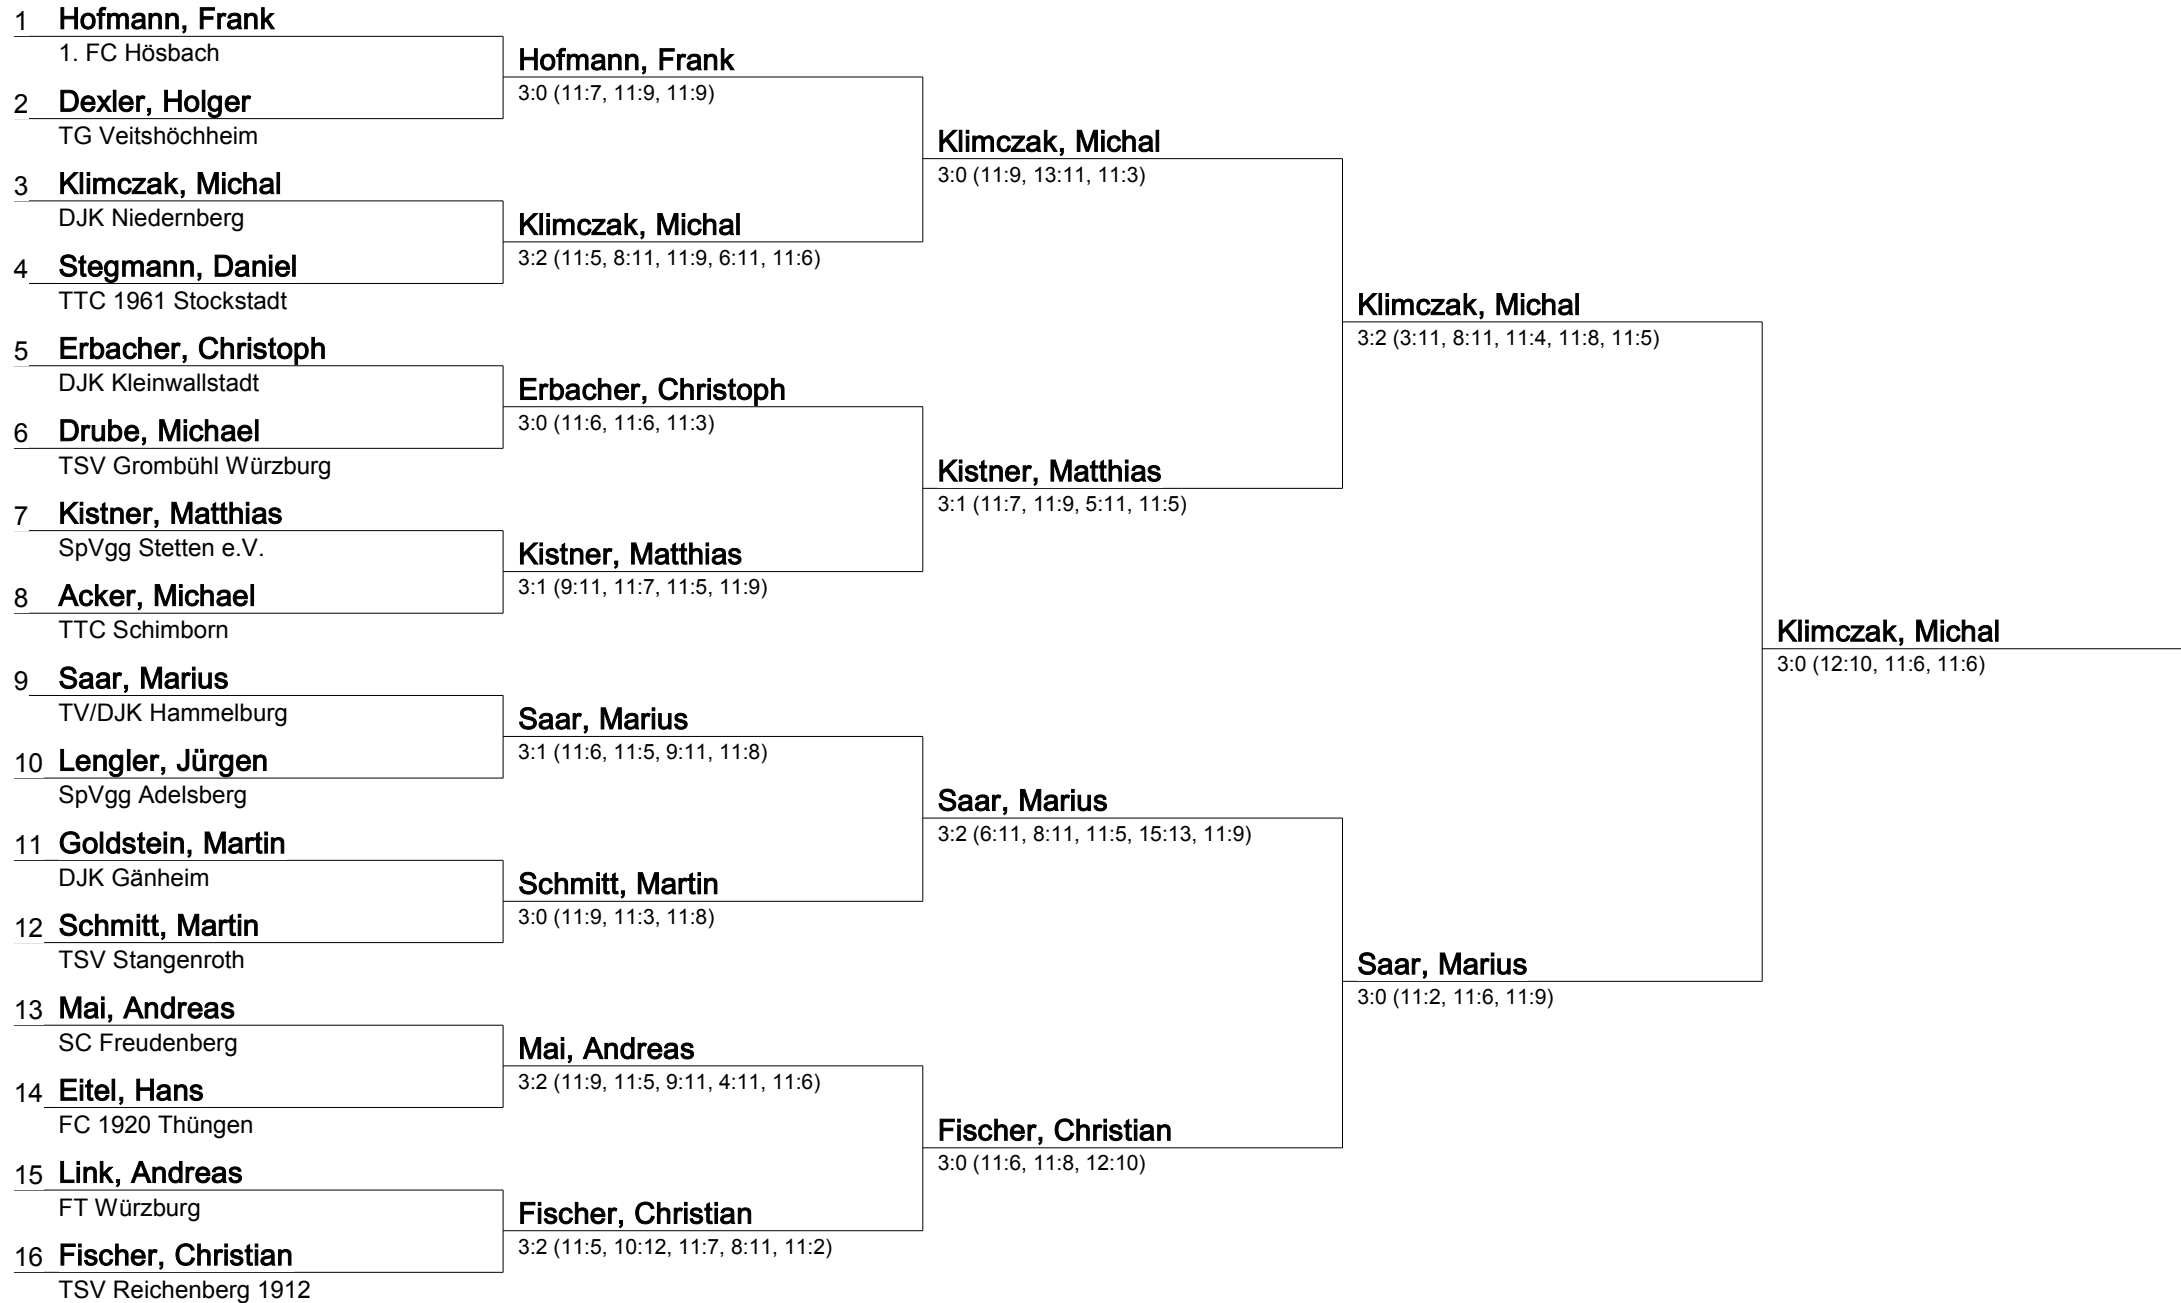 1 Hofmann, Frank
1. FC Hösbach
Hofmann, Frank
3:0 (11:7, 11:9, 11:9)
2 Dexler, Holger
TG Veitshöchheim
Klimczak, Michal
3:0 (11:9, 13:11, 11:3)
3 Klimczak, Michal
DJK Niedernberg
Klimczak, Michal
3:2 (11:5, 8:11, 11:9, 6:11, 11:6)
4 Stegmann, Daniel
TTC 1961 Stockstadt
Klimczak, Michal
3:2 (3:11, 8:11, 11:4, 11:8, 11:5)
5 Erbacher, Christoph
DJK Kleinwallstadt
Erbacher, Christoph
3:0 (11:6, 11:6, 11:3)
6 Drube, Michael
TSV Grombühl Würzburg
Kistner, Matthias
3:1 (11:7, 11:9, 5:11, 11:5)
7 Kistner, Matthias
SpVgg Stetten e.V.
Kistner, Matthias
3:1 (9:11, 11:7, 11:5, 11:9)
8 Acker, Michael
TTC Schimborn
Klimczak, Michal
3:0 (12:10, 11:6, 11:6)
9 Saar, Marius
TV/DJK Hammelburg
Saar, Marius
3:1 (11:6, 11:5, 9:11, 11:8)
10 Lengler, Jürgen
SpVgg Adelsberg
Saar, Marius
3:2 (6:11, 8:11, 11:5, 15:13, 11:9)
11 Goldstein, Martin
DJK Gänheim
Schmitt, Martin
3:0 (11:9, 11:3, 11:8)
12 Schmitt, Martin
TSV Stangenroth
Saar, Marius
3:0 (11:2, 11:6, 11:9)
13 Mai, Andreas
SC Freudenberg
Mai, Andreas
3:2 (11:9, 11:5, 9:11, 4:11, 11:6)
14 Eitel, Hans
FC 1920 Thüngen
Fischer, Christian
3:0 (11:6, 11:8, 12:10)
15 Link, Andreas
FT Würzburg
Fischer, Christian
3:2 (11:5, 10:12, 11:7, 8:11, 11:2)
16 Fischer, Christian
TSV Reichenberg 1912